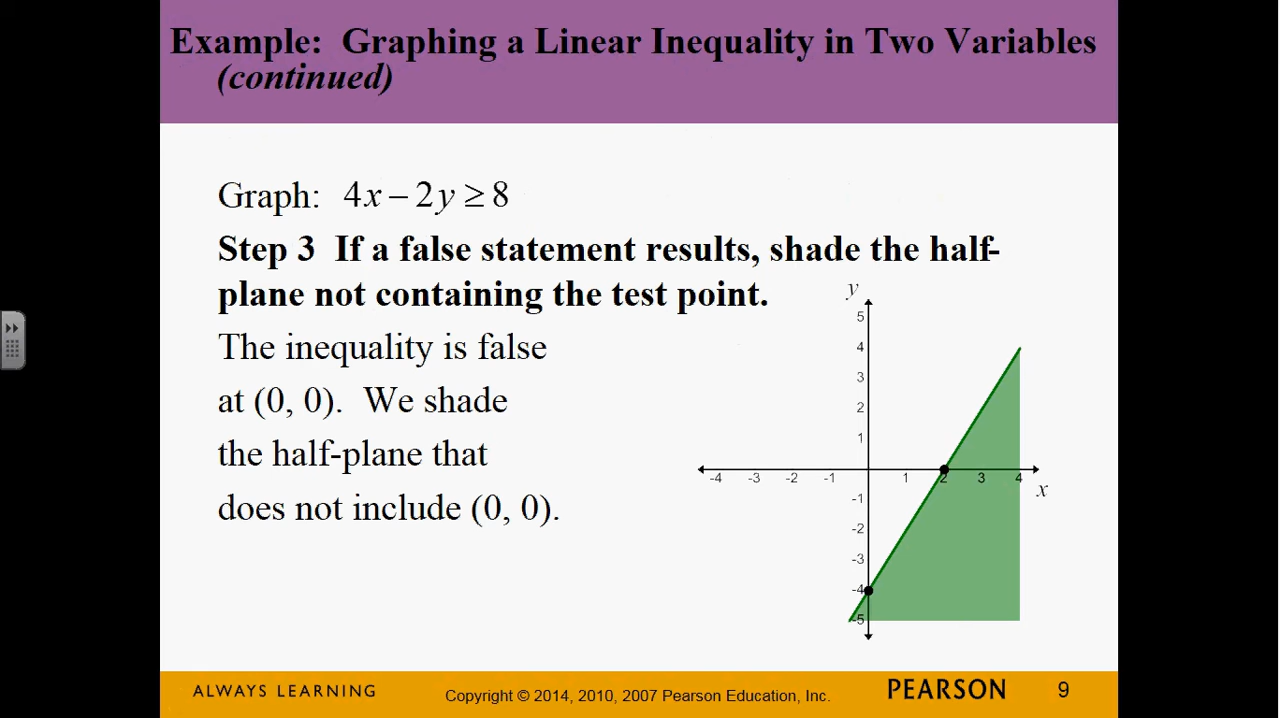 Example: Graphing a Linear Inequality in Two Variables
(continued)
Graph: 4x – 2y ≥ 8
Step 3 If a false statement results, shade the half-
plane not containing the test point.
The inequality is false
at (0, 0). We shade
the half-plane that
does not include (0, 0).
y
5
4
3
2
1
-4 -3 -2 -1 1 2 3 4
x
-1
-2
-3
-4
-5
ALWAYS LEARNING
Copyright © 2014, 2010, 2007 Pearson Education, Inc.
PEARSON
9